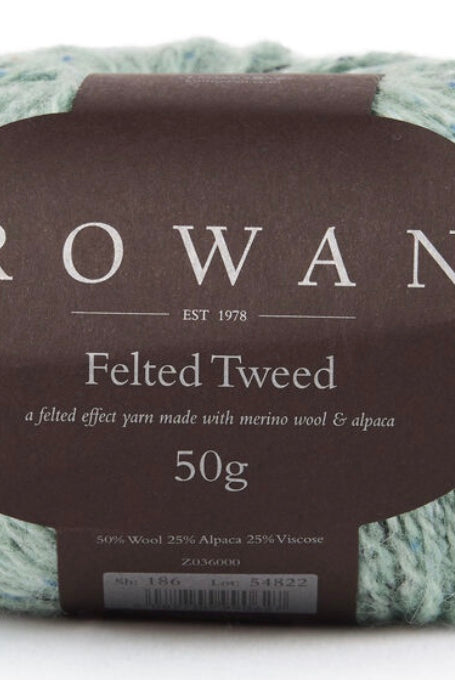 ROWAN
EST 1978
Felted Tweed
a felted effect yarn made with merino wool & alpaca
50g
50% Wool 25% Alpaca 25% Viscose
Z036000
Sh: 186 Lot: 54822